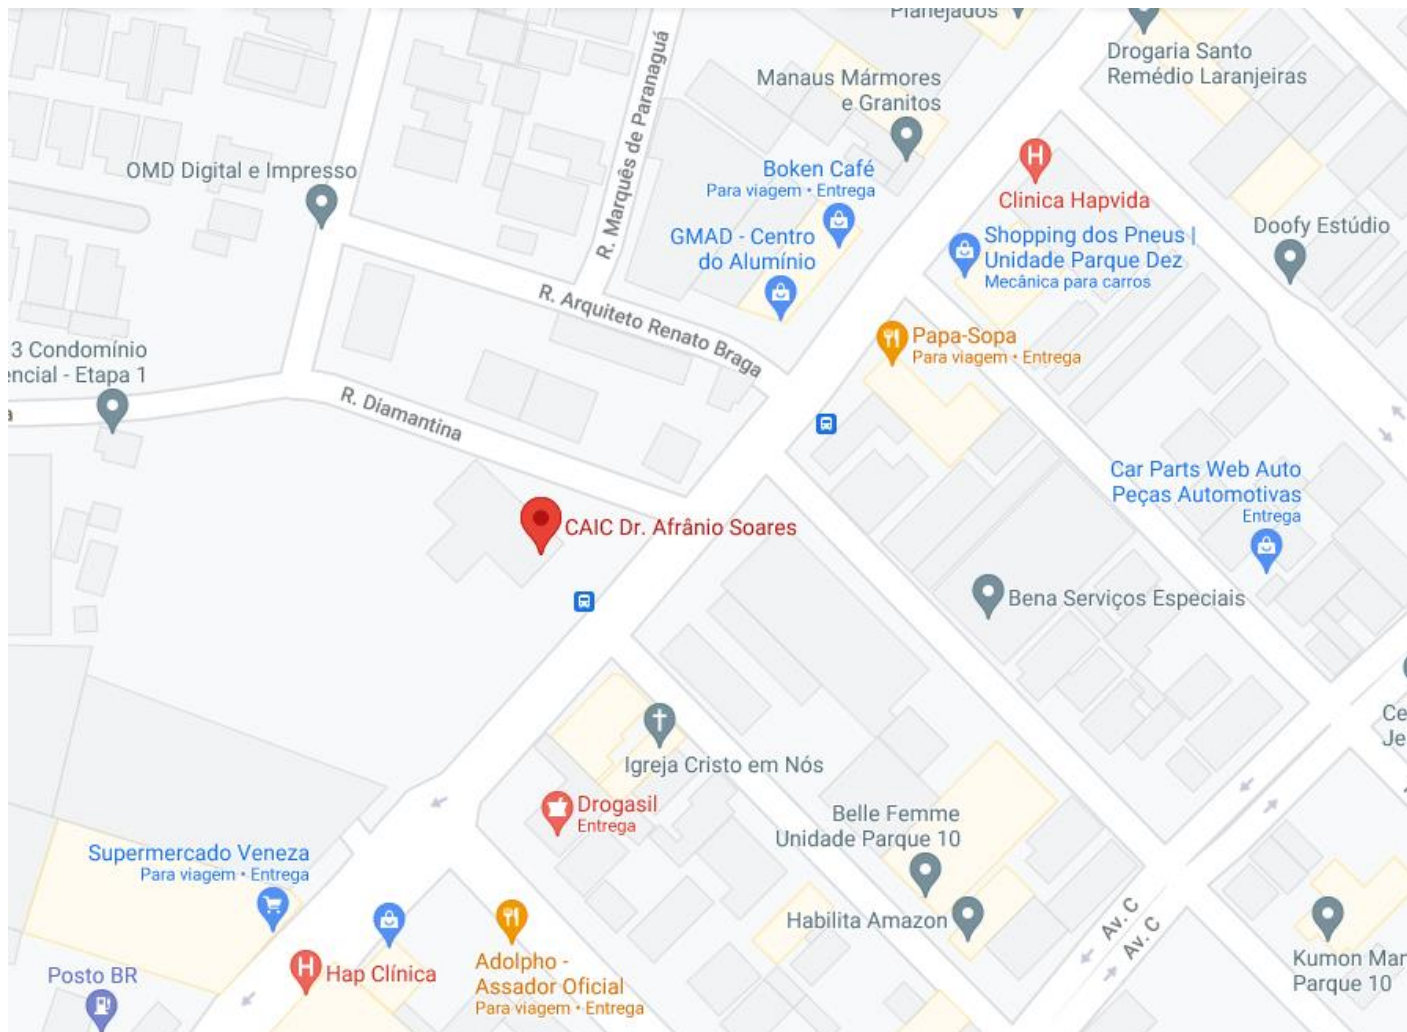 Planejados
Drogaria Santo
Remédio Laranjeiras
Manaus Mármores
e Granitos
R. Marquês de Paranaguá
OMD Digital e Impresso
Boken Café
Para viagem • Entrega
Clinica Hapvida
GMAD - Centro
do Alumínio
Shopping dos Pneus |
Unidade Parque Dez
Mecânica para carros
Doofy Estúdio
R. Arquiteto Renato Braga
Papa-Sopa
Para viagem • Entrega
3 Condomínio
encial - Etapa 1
a
R. Diamantina
Car Parts Web Auto
Peças Automotivas
Entrega
CAIC Dr. Afrânio Soares
Bena Serviços Especiais
Ce
Je
Igreja Cristo em Nós
Drogasil
Entrega
Belle Femme
Unidade Parque 10
Supermercado Veneza
Para viagem • Entrega
Habilita Amazon
Av. C
Av. C
Hap Clínica
Adolpho -
Assador Oficial
Para viagem • Entrega
Posto BR
Kumon Mar
Parque 10